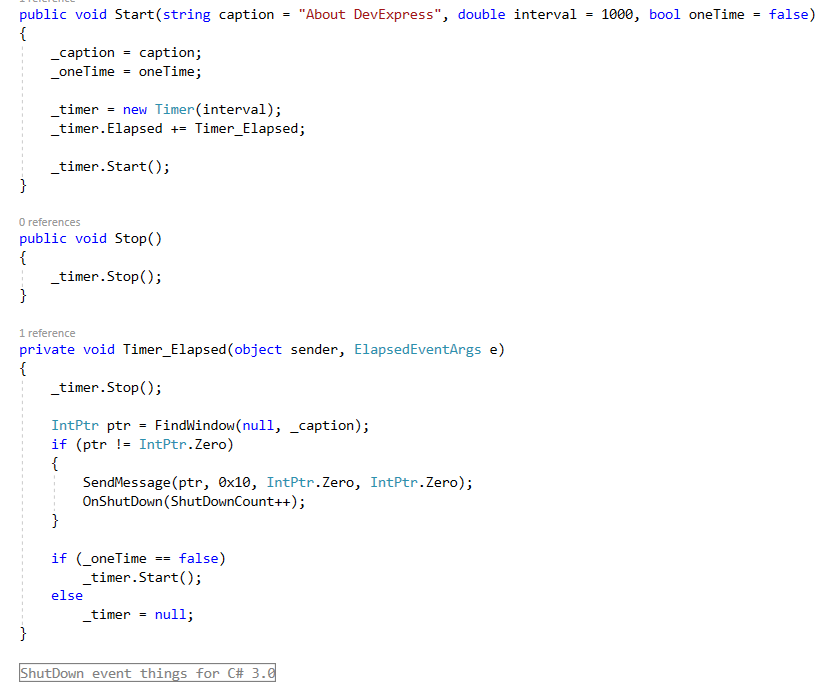 1 reference
public void Start(string caption = "About DevExpress", double interval = 1000, bool oneTime = false)
{
_caption = caption;
_oneTime = oneTime;
_timer = new Timer(interval);
_timer.Elapsed += Timer_Elapsed;
_timer.Start();
}
0 references
public void Stop()
{
_timer.Stop();
}
1 reference
private void Timer_Elapsed(object sender, ElapsedEventArgs e)
{
_timer.Stop();
IntPtr ptr = FindWindow(null, _caption);
if (ptr != IntPtr.Zero)
{
SendMessage(ptr, 0x10, IntPtr.Zero, IntPtr.Zero);
OnShutDown(ShutDownCount++);
}
if (_oneTime == false)
_timer.Start();
else
_timer = null;
}
ShutDown event things for C# 3.0